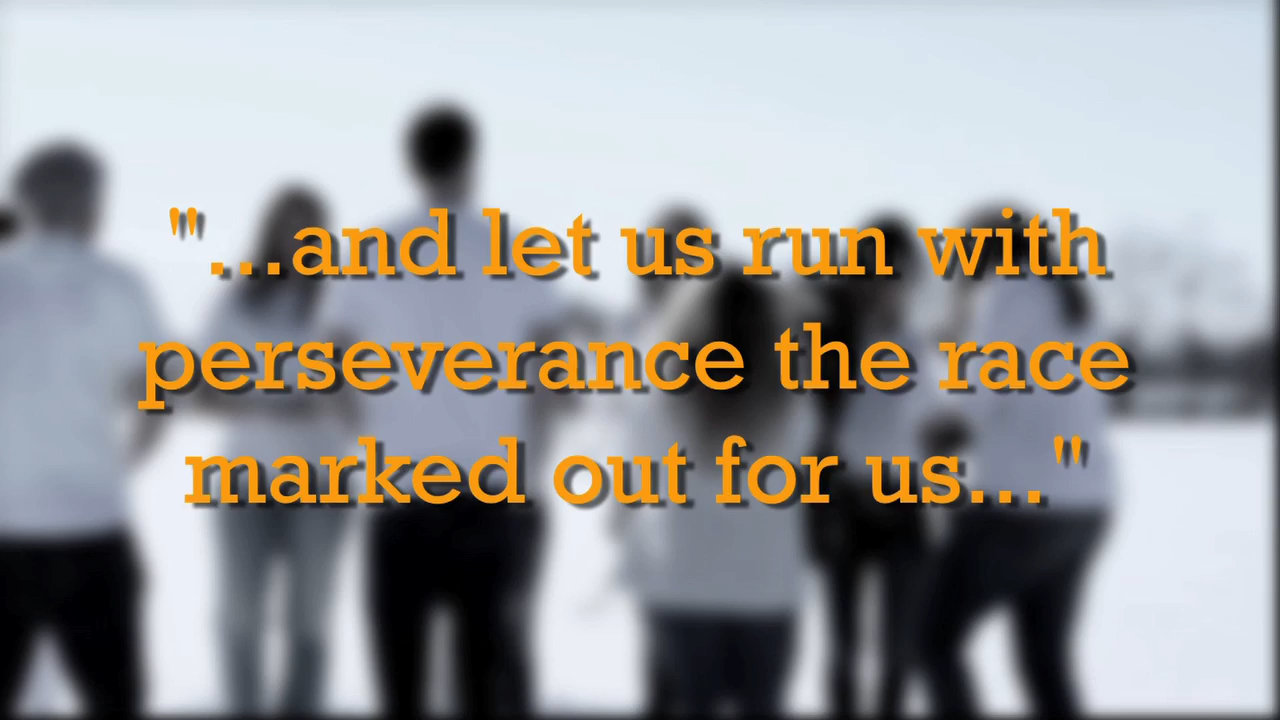 "...and let us run with
perseverance the race
marked out for us..."